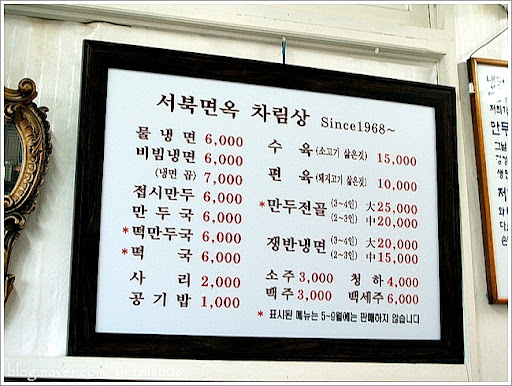 서북면옥 차림상 Since1968~
물냉면 6,000
비빔냉면 6,000
(냉면 곱) 7,000
접시만두 6,000
만두국 6,000
*떡만두국 6,000
*떡국 6,000
사리 2,000
공기밥 1,000
수육(소고기 삶은것) 15,000
편육(돼지고기 삶은것) 10,000
*만두전골 (3~4인) 大25,000
(2~3인) 中20,000
쟁반냉면 (3~4인) 大20,000
(2~3인) 中15,000
소주 3,000 청하 4,000
맥주 3,000 백세주 6,000
* 표시된 메뉴는 5~9월에는 판매하지 않습니다
냉면
만두